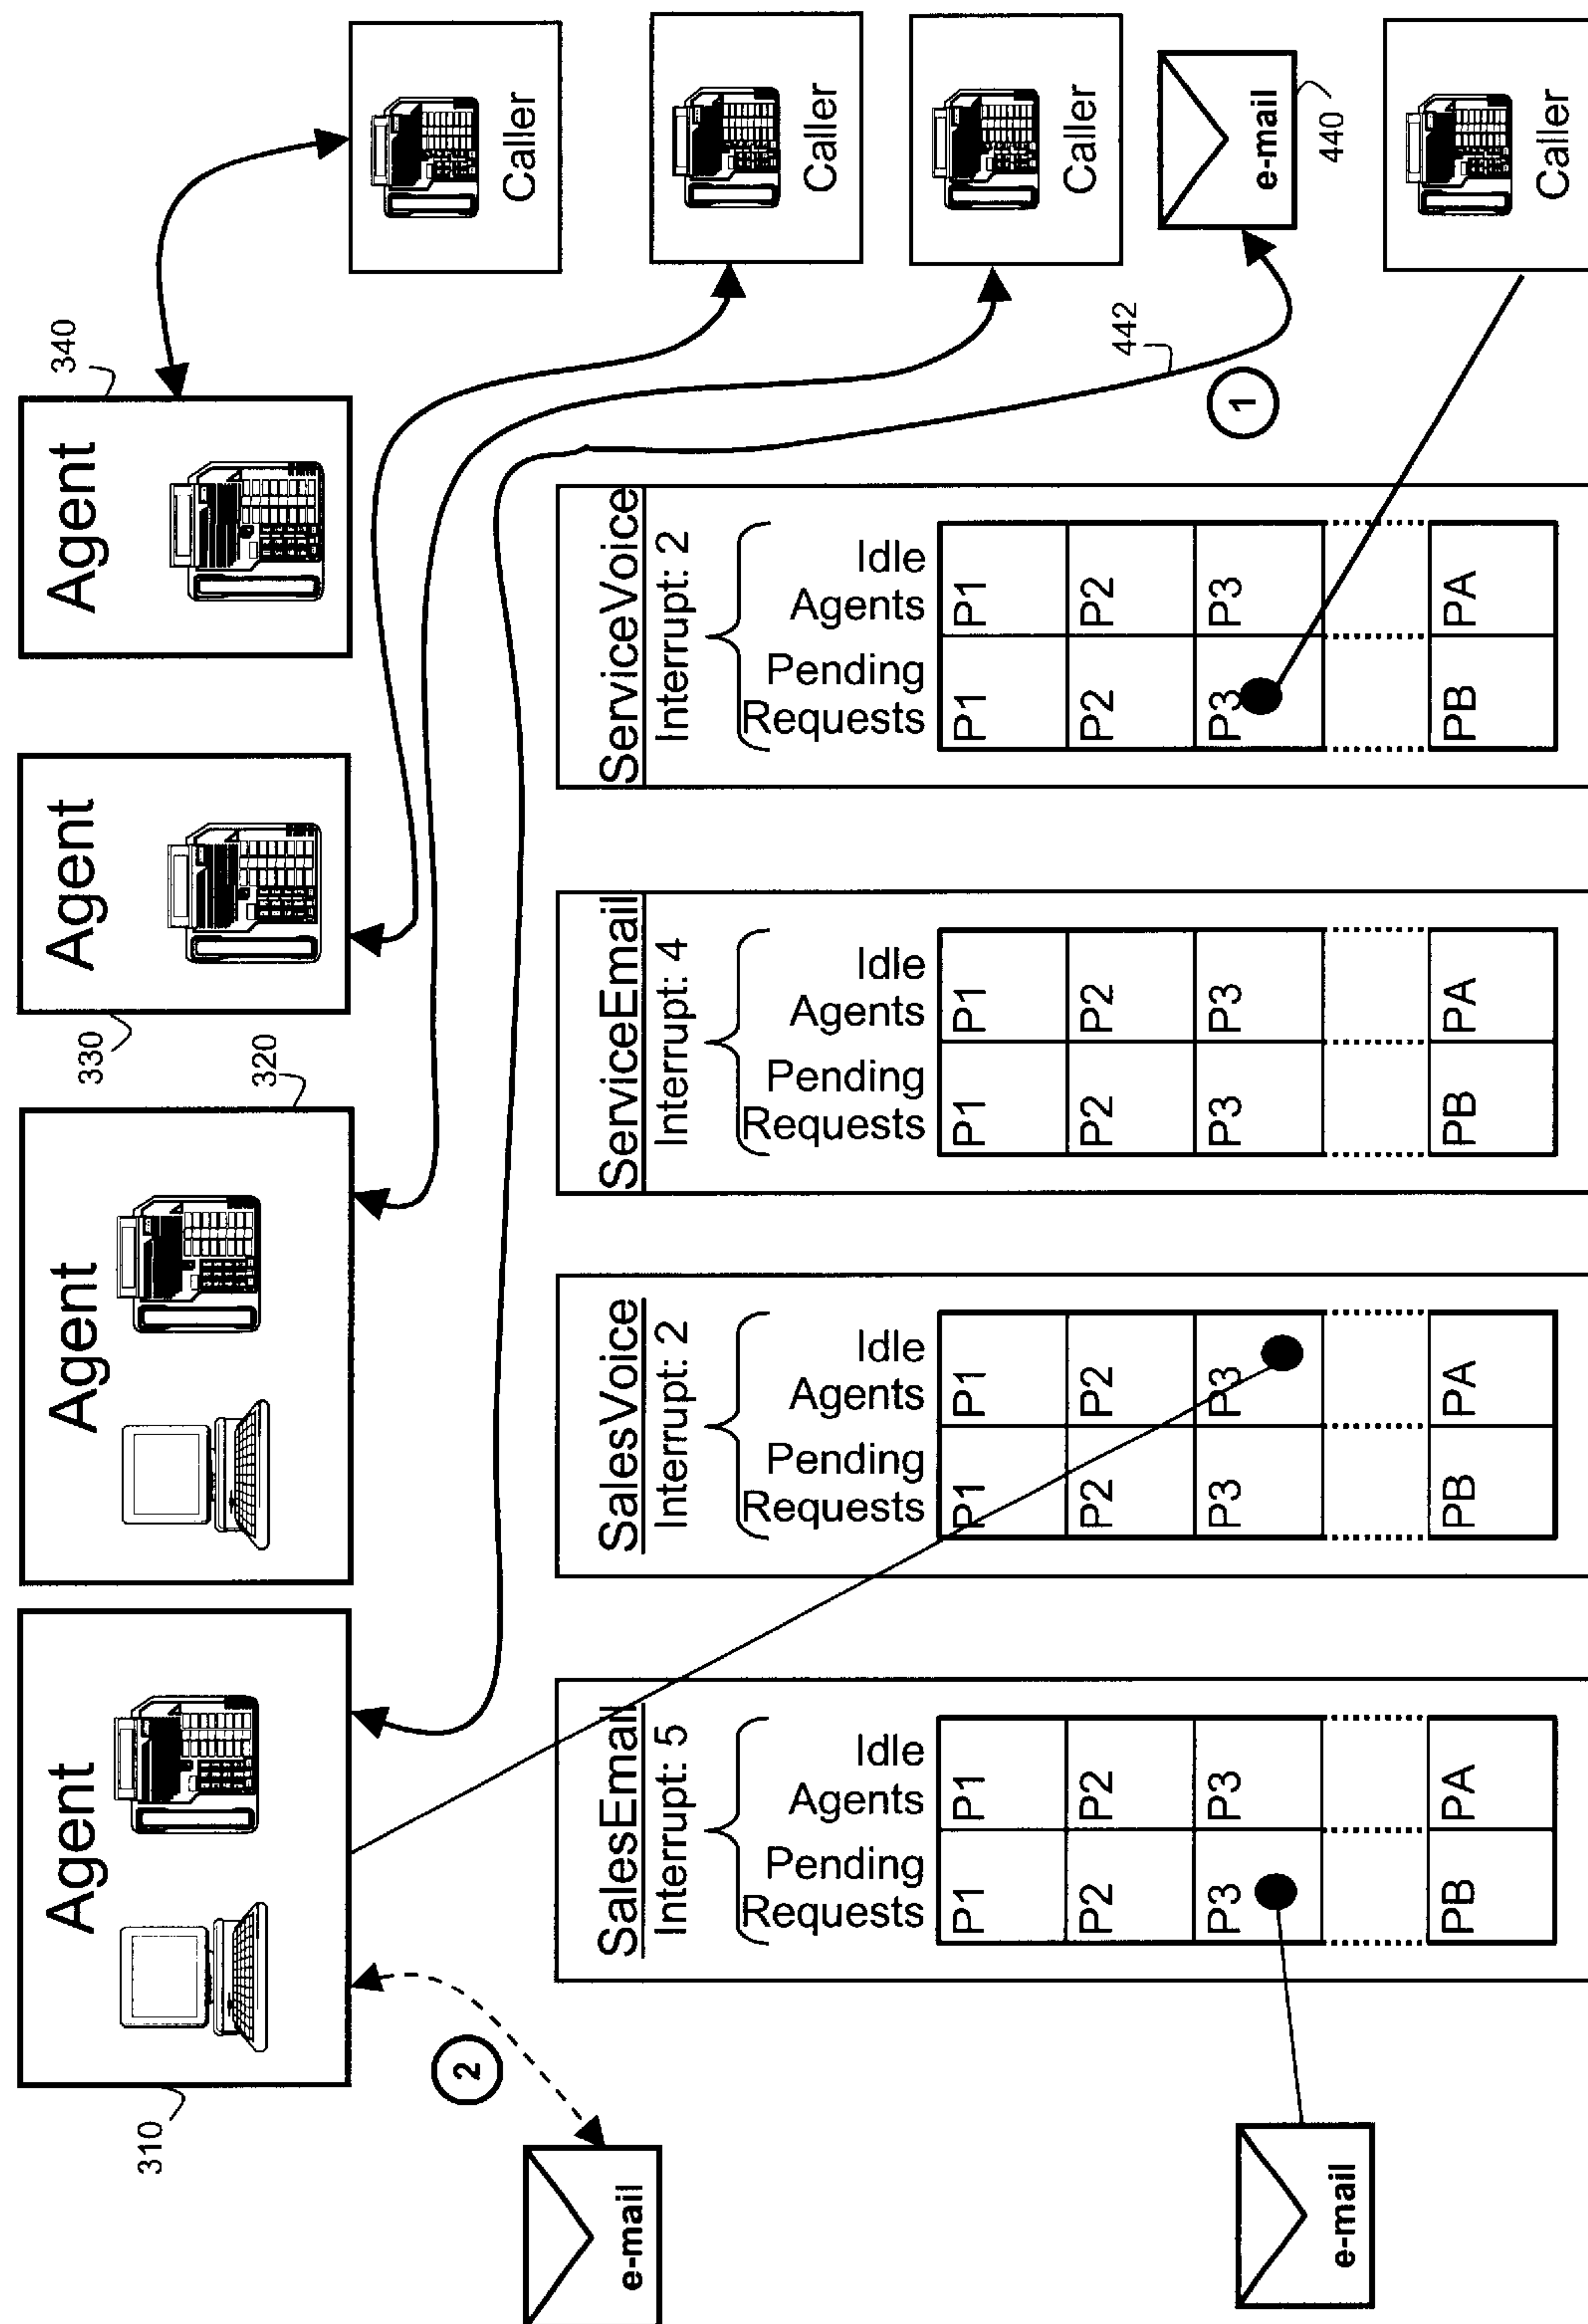 Agent
310
Agent
320
Agent
330
Agent
340
2
e-mail
Caller
Caller
Caller
442
1
e-mail
440
Caller
SalesEmail
Interrupt: 5
Pending Requests
Idle Agents
P1
P1
P2
P2
P3
P3
PB
PA
SalesVoice
Interrupt: 2
Pending Requests
Idle Agents
P1
P1
P2
P2
P3
P3
PB
PA
ServiceEmail
Interrupt: 4
Pending Requests
Idle Agents
P1
P1
P2
P2
P3
P3
PB
PA
ServiceVoice
Interrupt: 2
Pending Requests
Idle Agents
P1
P1
P2
P2
P3
P3
PB
PA
e-mail